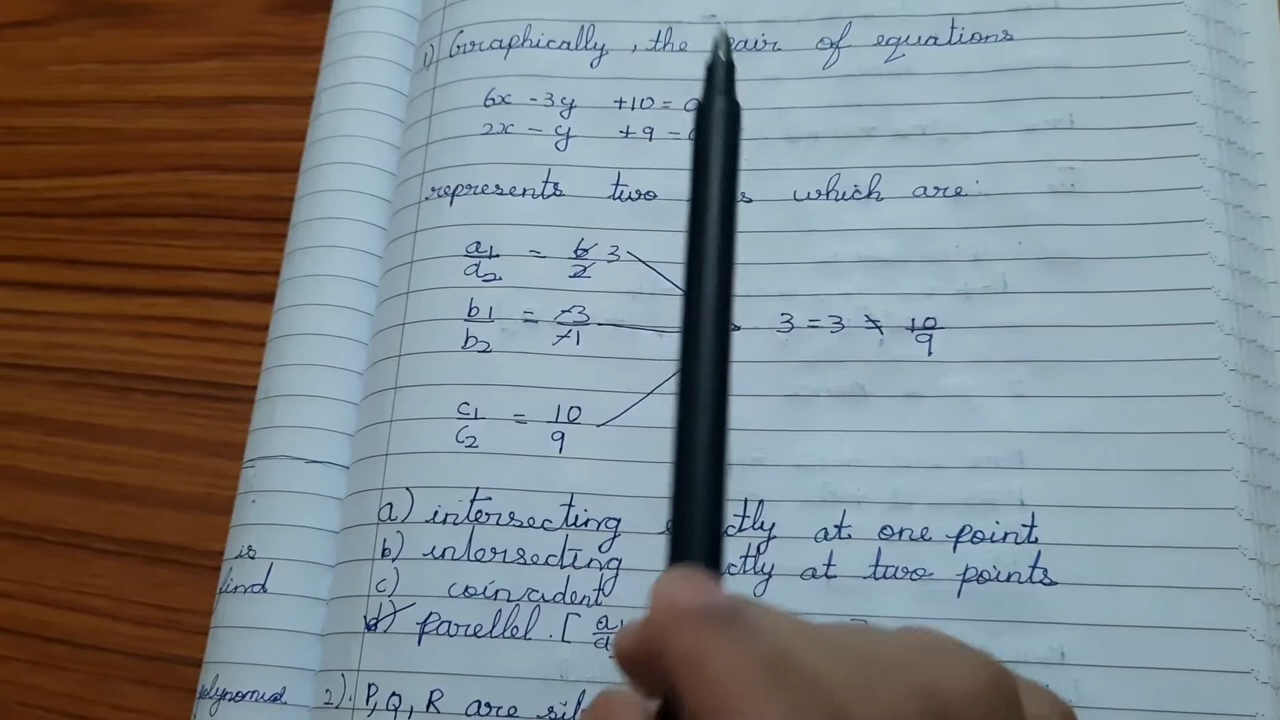 1) Graphically, the pair of equations
6x - 3y + 10 = 0
2x - y + 9 =
represents two which are:
a1/a2 = 6/2 3
b1/b2 = -3/-1
3 = 3 ≠ 10/9
c1/c2 = 10/9
a) intersecting at one point
b) intersecting at two points
is
find
c) coincident
d) parellel. [
polynomial
2). P, Q, R are